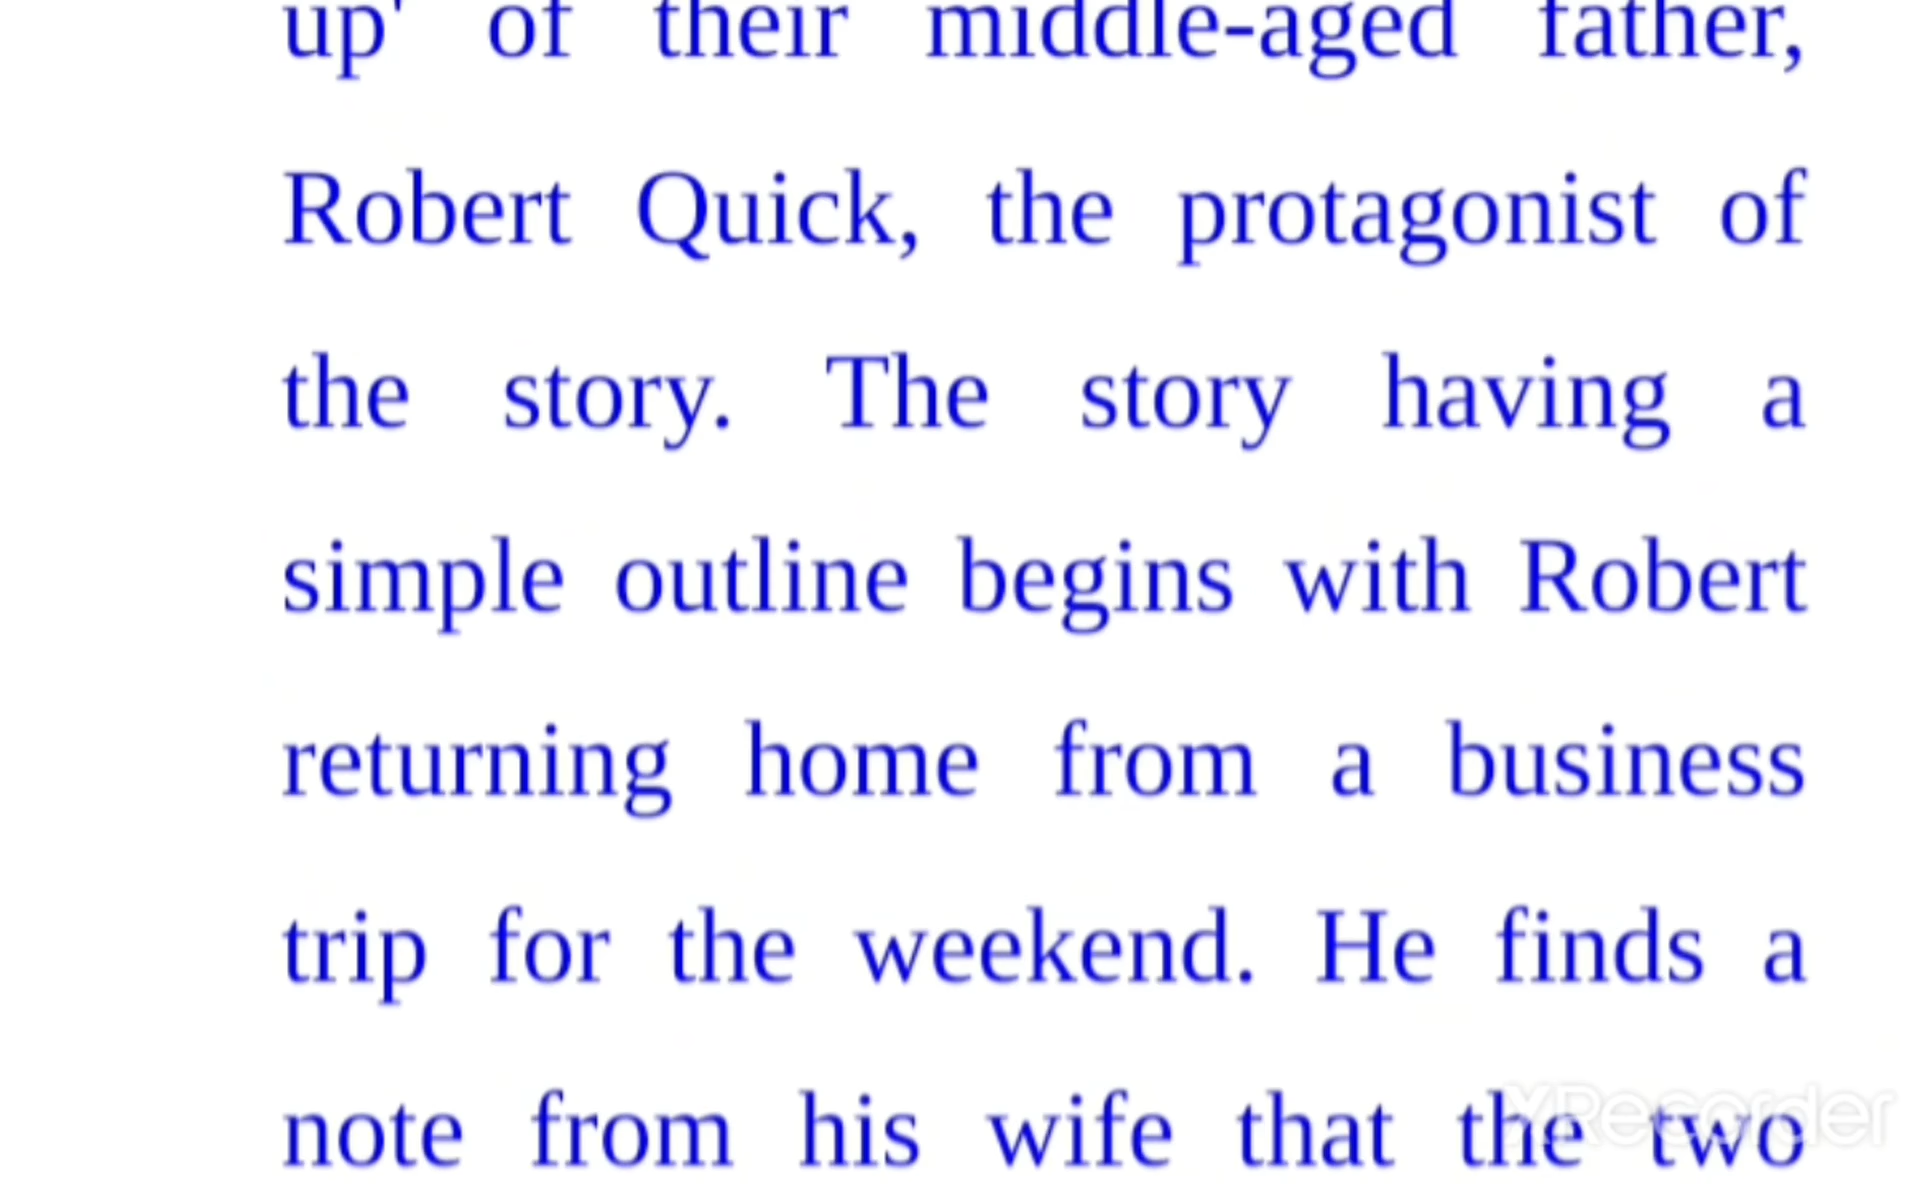 up' of their middle-aged father,
Robert Quick, the protagonist of
the story. The story having a
simple outline begins with Robert
returning home from a business
trip for the weekend. He finds a
note from his wife that the two
XRecorder